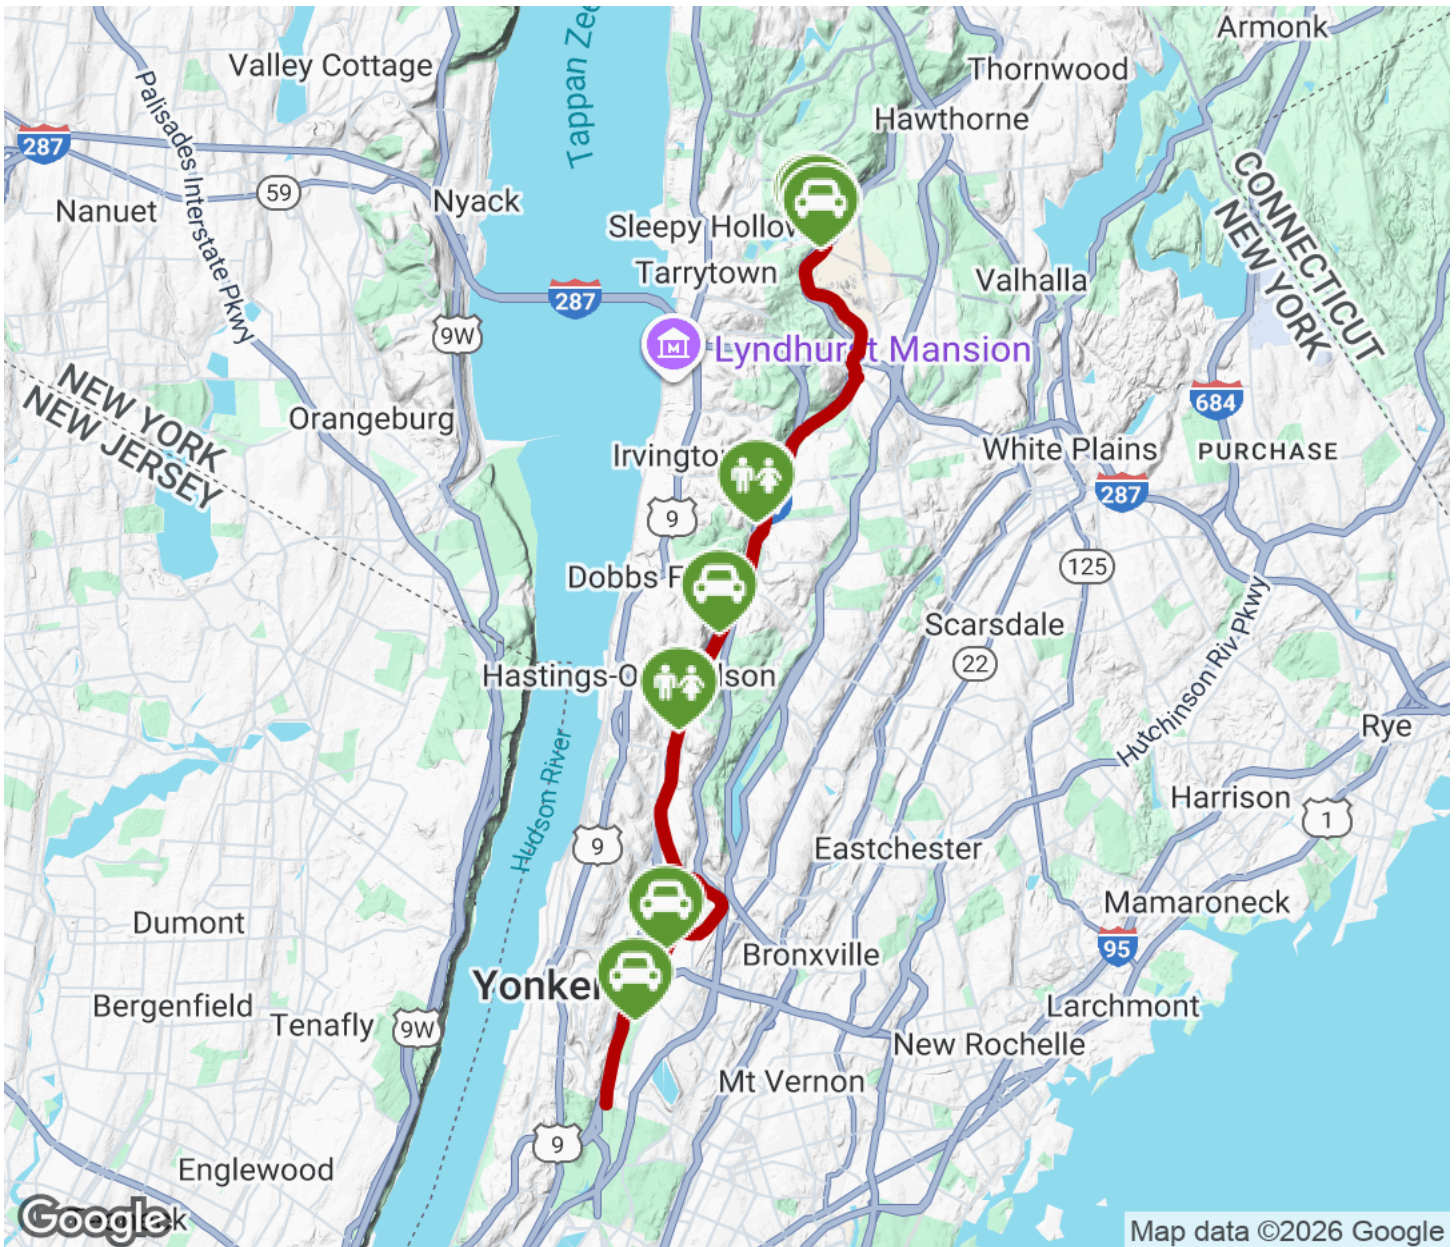 Armonk
Tappan Zee
Valley Cottage
Thornwood
Palisades Interstate Pkwy
Hawthorne
287
59
Nyack
Nanuet
CONNECTICUT
NEW YORK
Sleepy Hollow
Tarrytown
Valhalla
287
9W
Lyndhurst Mansion
M
NEW YORK
NEW JERSEY
Orangeburg
684
White Plains
PURCHASE
Irvington
287
9
125
Dobbs F
Hutchinson Riv Pkwy
Scarsdale
22
Hastings-O
lson
Rye
Hudson River
Harrison
1
9
Eastchester
Mamaroneck
Dumont
95
Bronxville
Yonker
Bergenfield
Larchmont
Tenafly
9W
New Rochelle
Mt Vernon
9
Englewood
Google
Map data ©2026 Google